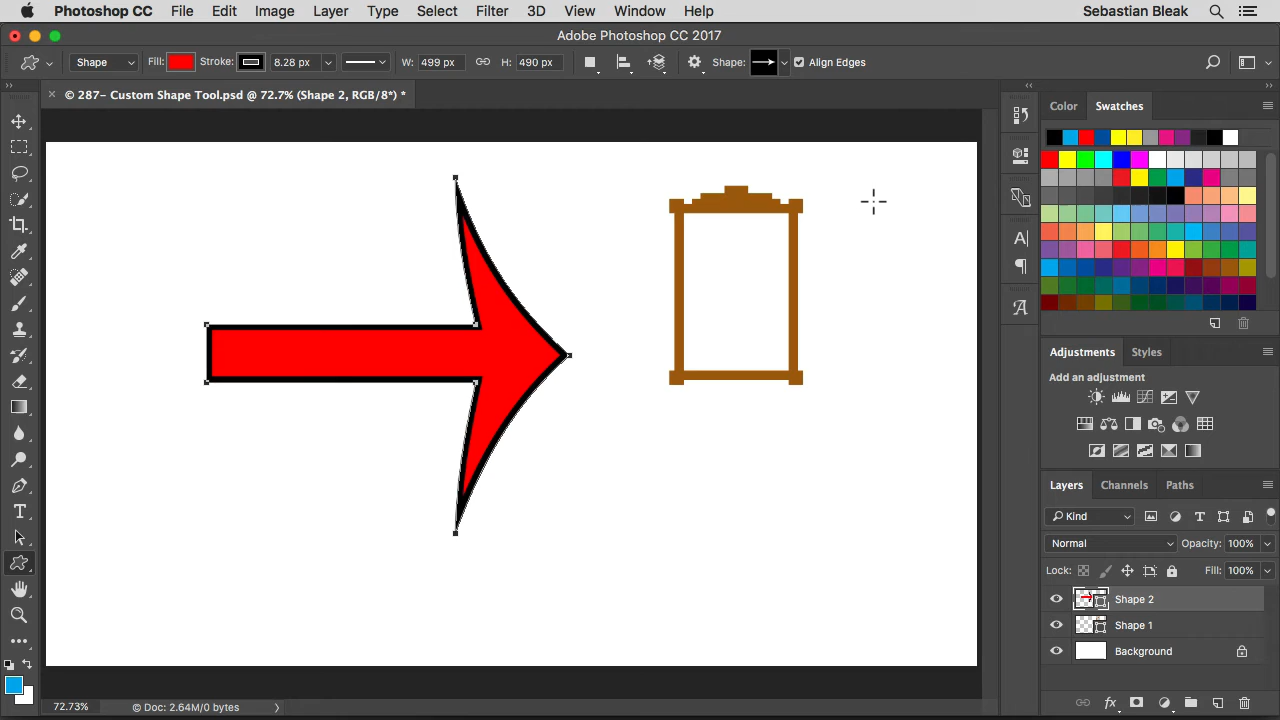 Photoshop CC File Edit Image Layer Type Select Filter 3D View Window Help Sebastian Bleak
Adobe Photoshop CC 2017
Shape Fill: Stroke: 8.28 px W: 499 px H: 490 px Shape: Align Edges
© 287– Custom Shape Tool.psd @ 72.7% (Shape 2, RGB/8*) *
Color Swatches
Adjustments Styles
Add an adjustment
Layers Channels Paths
Kind
Normal Opacity: 100%
Lock: Fill: 100%
Shape 2
Shape 1
Background
72.73% © Doc: 2.64M/0 bytes